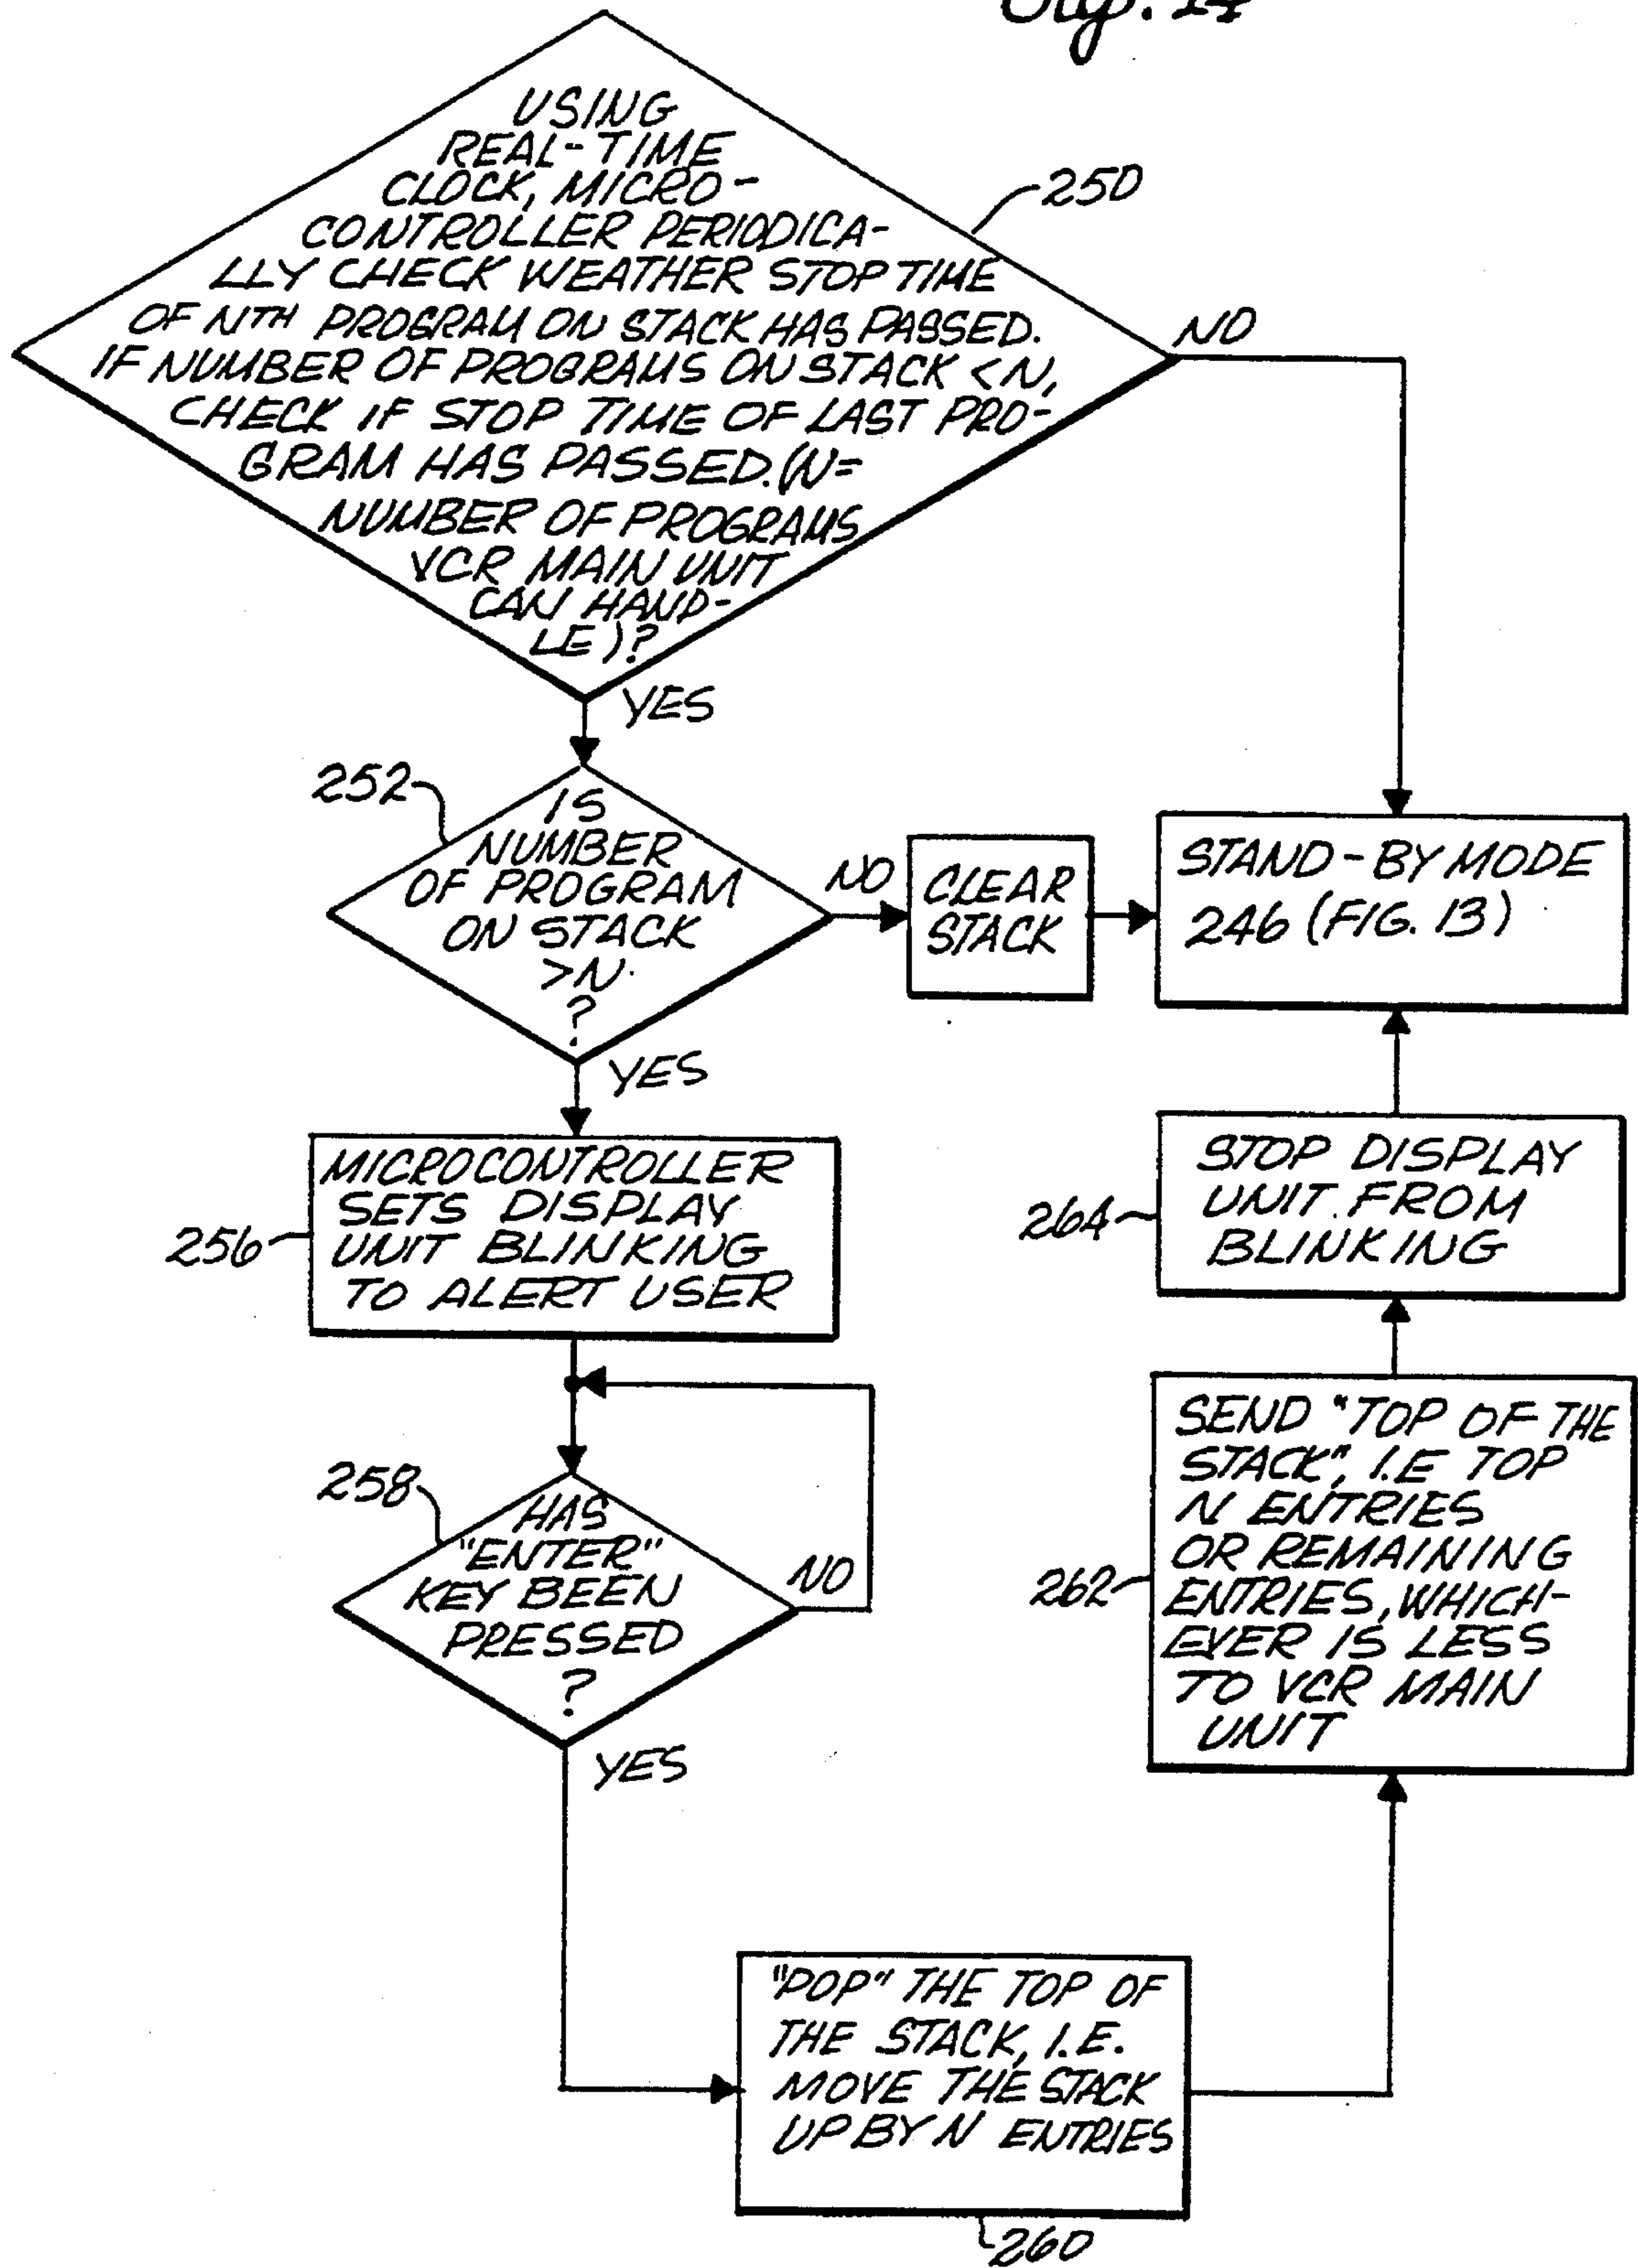 Fig. 14
USING
REAL-TIME
CLOCK, MICRO-
CONTROLLER PERIODICA-
LLY CHECK WEATHER STOP TIME
OF NTH PROGRAM ON STACK HAS PASSED.
IF NUMBER OF PROGRAMS ON STACK <N,
CHECK IF STOP TIME OF LAST PRO-
GRAM HAS PASSED.(N=
NUMBER OF PROGRAMS
VCR MAIN UNIT
CAN HAND-
LE)?
250
NO
YES
252
IS
NUMBER
OF PROGRAM
ON STACK
>N
?
NO
CLEAR
STACK
STAND-BY MODE
246 (FIG. 13)
YES
MICROCONTROLLER
SETS DISPLAY
UNIT BLINKING
TO ALERT USER
256
STOP DISPLAY
UNIT FROM
BLINKING
264
258
HAS
"ENTER"
KEY BEEN
PRESSED
?
NO
YES
SEND "TOP OF THE
STACK", I.E TOP
N ENTRIES
OR REMAINING
ENTRIES, WHICH-
EVER IS LESS
TO VCR MAIN
UNIT
262
"POP" THE TOP OF
THE STACK, I.E.
MOVE THE STACK
UP BY N ENTRIES
260